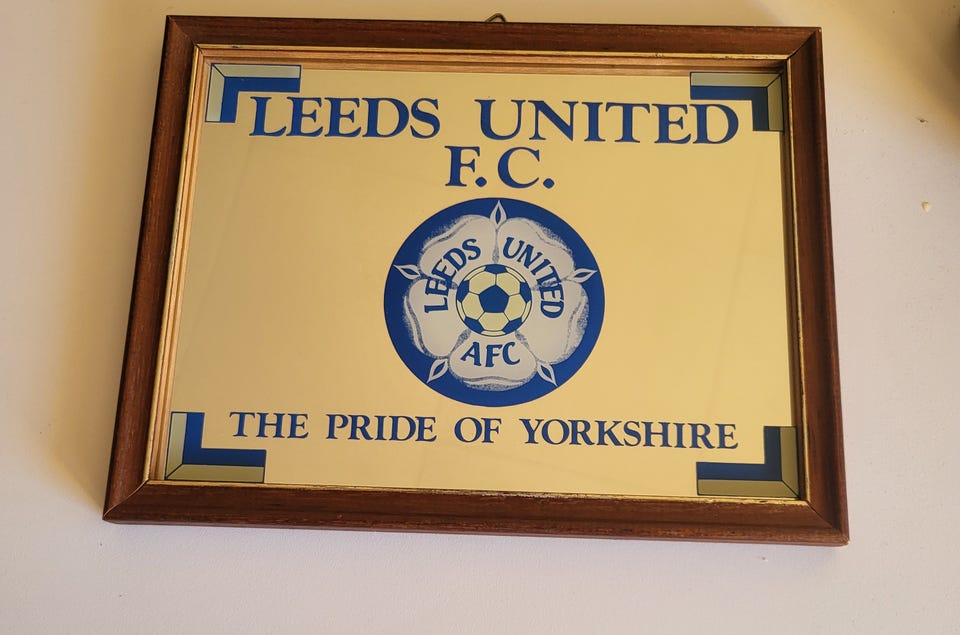 LEEDS UNITED
F.C.
LEEDS UNITED
AFC
THE PRIDE OF YORKSHIRE